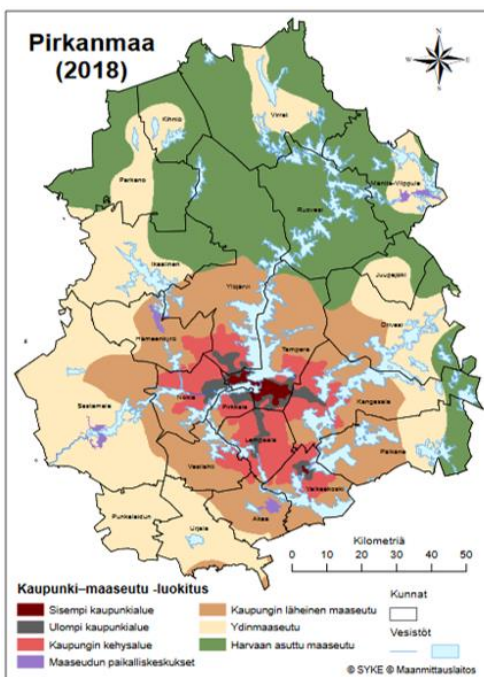 Pirkanmaa
(2018)
N
W
E
S
Kihniö
Virrat
Parkano
Mänttä-Vilppula
Ruovesi
Ikaalinen
Juupajoki
Ylöjärvi
Hämeenkyrö
Tampere
Orivesi
Nokia
Pirkkala
Kangasala
Sastamala
Lempäälä
Vesilahti
Pälkäne
Valkeakoski
Punkalaidun
Urjala
Akaa
Kilometriä
0 10 20 30 40 50
Kaupunki–maaseutu -luokitus
Sisempi kaupunkialue
Ulompi kaupunkialue
Kaupungin kehysalue
Maaseudun paikalliskeskukset
Kaupungin läheinen maaseutu
Ydinmaaseutu
Harvaan asuttu maaseutu
Kunnat
Vesistöt
© SYKE © Maanmittauslaitos